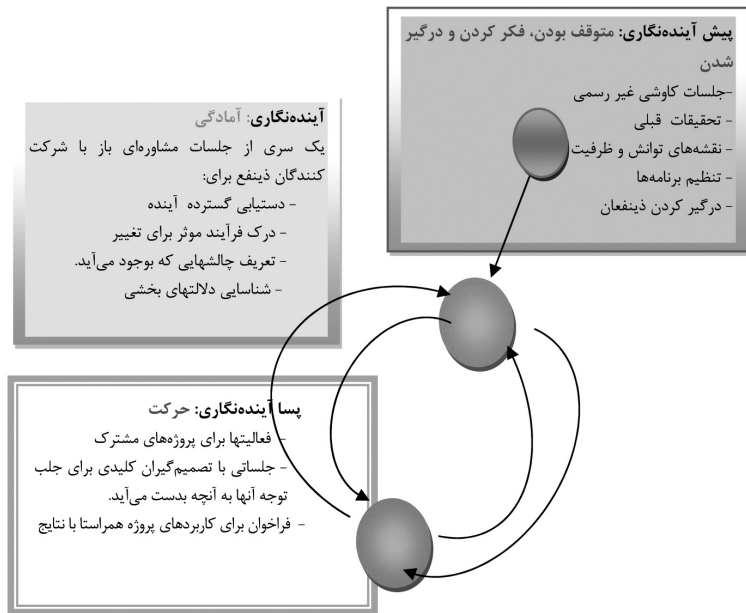 پیش آینده‌نگاری: متوقف بودن، فکر کردن و درگیر
شدن
-جلسات کاوشی غیر رسمی
- تحقیقات قبلی
- نقشه‌های توانش و ظرفیت
- تنظیم برنامه‌ها
- درگیر کردن ذینفعان
آینده‌نگاری: آمادگی
یک سری از جلسات مشاوره‌ای باز با شرکت
کنندگان ذینفع برای:
- دستیابی گسترده آینده
- درک فرآیند موثر برای تغییر
- تعریف چالشهایی که بوجود می‌آید.
- شناسایی دلالتهای بخشی
پسا آینده‌نگاری: حرکت
- فعالیتها برای پروژه‌های مشترک
- جلساتی با تصمیم‌گیران کلیدی برای جلب
توجه آنها به آنچه بدست می‌آید.
- فراخوان برای کاربردهای پروژه همراستا با نتایج